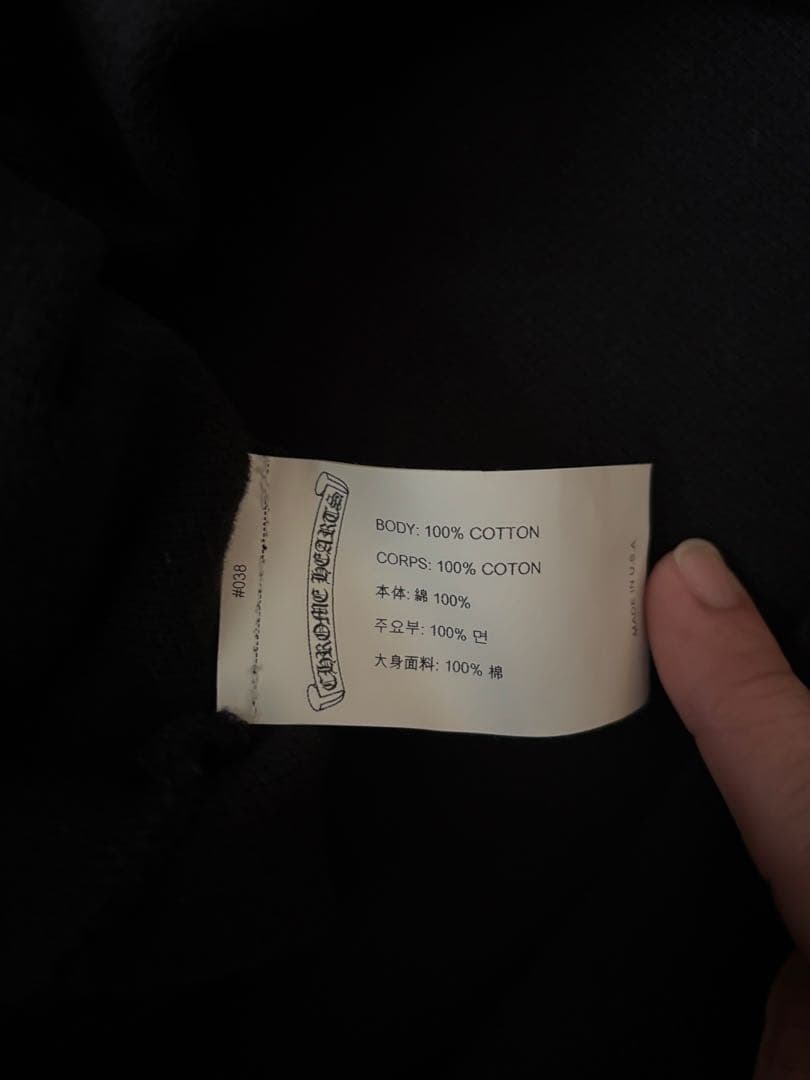 #038
CHROME HEARTS
BODY: 100% COTTON
CORPS: 100% COTON
本体: 綿 100%
주요부: 100% 면
大身面料: 100% 棉
MADE IN U.S.A